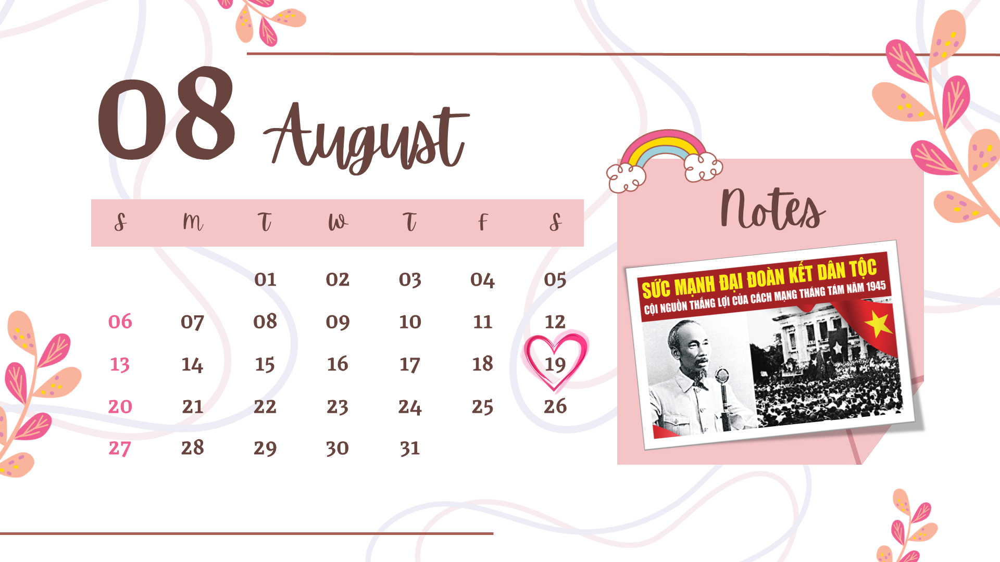 08 August
S M T W T F S
01 02 03 04 05
06 07 08 09 10 11 12
13 14 15 16 17 18 19
20 21 22 23 24 25 26
27 28 29 30 31
Notes
SỨC MẠNH ĐẠI ĐOÀN KẾT DÂN TỘC
CỘI NGUỒN THẮNG LỢI CỦA CÁCH MẠNG THÁNG TÁM NĂM 1945